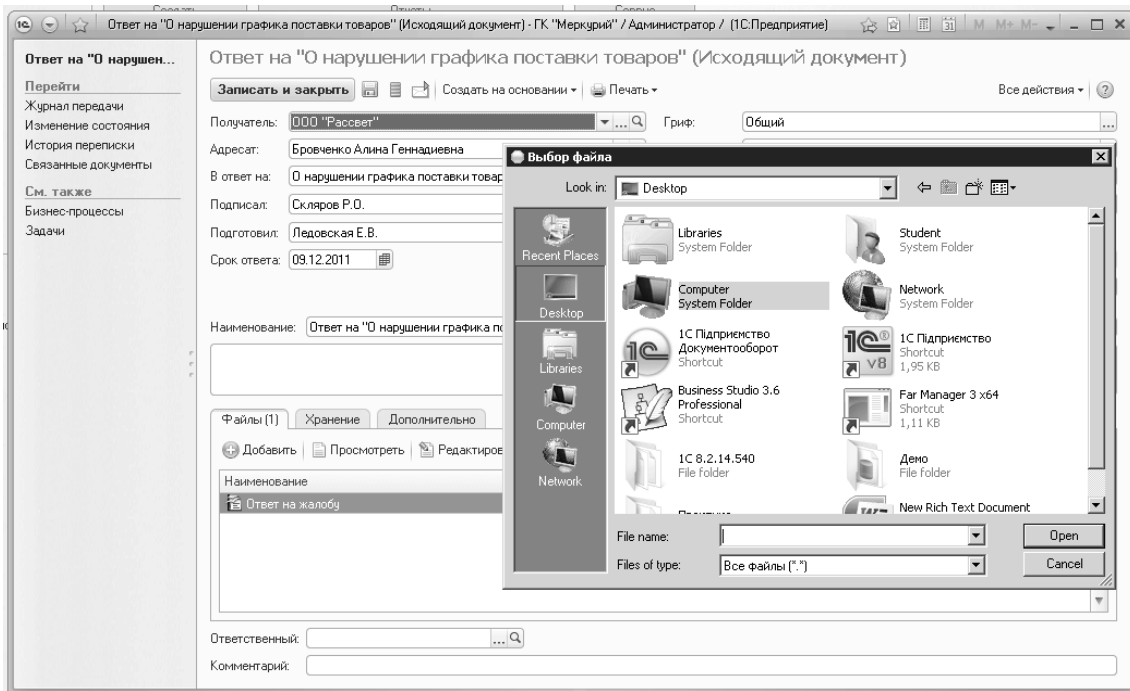 Ответ на "О нарушении графика поставки товаров" (Исходящий документ) - ГК "Меркурий" / Администратор / (1С:Предприятие) M M+ M-
Ответ на "О нарушен...
Перейти
Журнал передачи
Изменение состояния
История переписки
Связанные документы
См. также
Бизнес-процессы
Задачи
Ответ на "О нарушении графика поставки товаров" (Исходящий документ)
Записать и закрыть Создать на основании Печать Все действия
Получатель: ООО "Рассвет" Гриф: Общий
Адресат: Бровченко Алина Геннадиевна
В ответ на: О нарушении графика поставки товар
Подписал: Скляров Р.О.
Подготовил: Ледовская Е.В.
Срок ответа: 09.12.2011
Наименование: Ответ на "О нарушении графика по
Файлы (1) Хранение Дополнительно
Добавить Просмотреть Редактиров
Наименование
Ответ на жалобу
Ответственный:
Комментарий:
Выбор файла
Look in: Desktop
Recent Places
Desktop
Libraries
Computer
Network
Libraries
System Folder
Student
System Folder
Computer
System Folder
Network
System Folder
1С Підприємство
Документооборот
Shortcut
1С Підприємство
Shortcut
1,95 KB
Business Studio 3.6
Professional
Shortcut
Far Manager 3 x64
Shortcut
1,11 KB
1C 8.2.14.540
File folder
Демо
File folder
New Rich Text Document
File name: Open
Files of type: Все файлы (*.*) Cancel